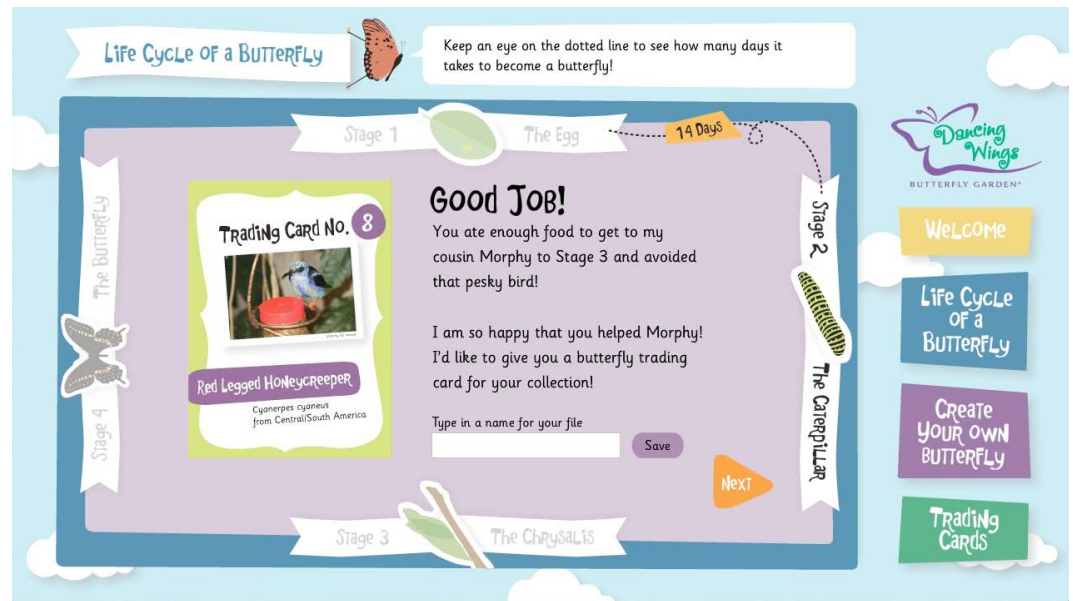 Life Cycle of a Butterfly
Keep an eye on the dotted line to see how many days it
takes to become a butterfly!
Stage 1
The Egg
14 Days
Stage 2
The Caterpillar
Stage 3
The Chrysalis
Stage 4
The Butterfly
Trading Card No. 8
Red Legged Honeycreeper
Cyanerpes cyaneus
from Central/South America
Good Job!
You ate enough food to get to my
cousin Morphy to Stage 3 and avoided
that pesky bird!
I am so happy that you helped Morphy!
I'd like to give you a butterfly trading
card for your collection!
Type in a name for your file
Save
Next
Dancing
Wings
BUTTERFLY GARDEN®
Welcome
Life Cycle
of a
Butterfly
Create
Your Own
Butterfly
Trading
Cards